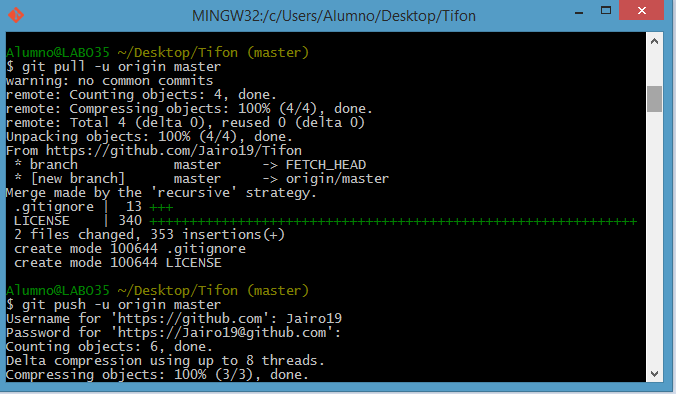 MINGW32:/c/Users/Alumno/Desktop/Tifon
Alumno@LABO35 ~/Desktop/Tifon (master)
$ git pull -u origin master
warning: no common commits
remote: Counting objects: 4, done.
remote: Compressing objects: 100% (4/4), done.
remote: Total 4 (delta 0), reused 0 (delta 0)
Unpacking objects: 100% (4/4), done.
From https://github.com/Jairo19/Tifon
 * branch            master     -> FETCH_HEAD
 * [new branch]      master     -> origin/master
Merge made by the 'recursive' strategy.
 .gitignore |  13 +++
 LICENSE    | 340 +++++++++++++++++++++++++++++++++++++++++++++++++++++++++++++
 2 files changed, 353 insertions(+)
 create mode 100644 .gitignore
 create mode 100644 LICENSE
Alumno@LABO35 ~/Desktop/Tifon (master)
$ git push -u origin master
Username for 'https://github.com': Jairo19
Password for 'https://Jairo19@github.com':
Counting objects: 6, done.
Delta compression using up to 8 threads.
Compressing objects: 100% (3/3), done.